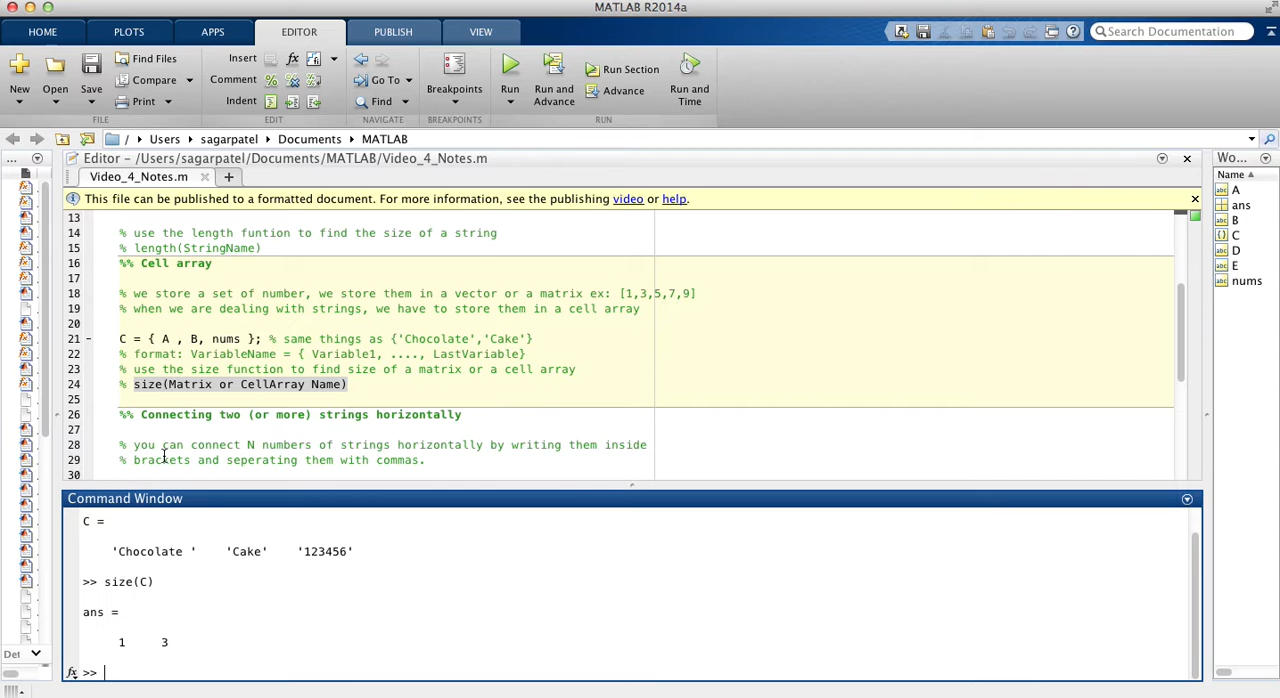 MATLAB R2014a
HOME PLOTS APPS EDITOR PUBLISH VIEW Search Documentation
New Open Save Find Files Compare Print
Insert Comment Indent
Go To Find
Breakpoints
Run Run and Advance Run Section Advance Run and Time
FILE EDIT NAVIGATE BREAKPOINTS RUN
/ Users sagarpatel Documents MATLAB
... Editor - /Users/sagarpatel/Documents/MATLAB/Video_4_Notes.m Wo...
Video_4_Notes.m
This file can be published to a formatted document. For more information, see the publishing video or help.
13
14 % use the length funtion to find the size of a string
15 % length(StringName)
16 %% Cell array
17
18 % we store a set of number, we store them in a vector or a matrix ex: [1,3,5,7,9]
19 % when we are dealing with strings, we have to store them in a cell array
20
21 - C = { A , B, nums }; % same things as {'Chocolate','Cake'}
22 % format: VariableName = { Variable1, ...., LastVariable}
23 % use the size function to find size of a matrix or a cell array
24 % size(Matrix or CellArray Name)
25
26 %% Connecting two (or more) strings horizontally
27
28 % you can connect N numbers of strings horizontally by writing them inside
29 % brackets and seperating them with commas.
30
Name
A
ans
B
C
D
E
nums
Command Window
C =
'Chocolate ' 'Cake' '123456'
>> size(C)
ans =
1 3
fx >>
Det